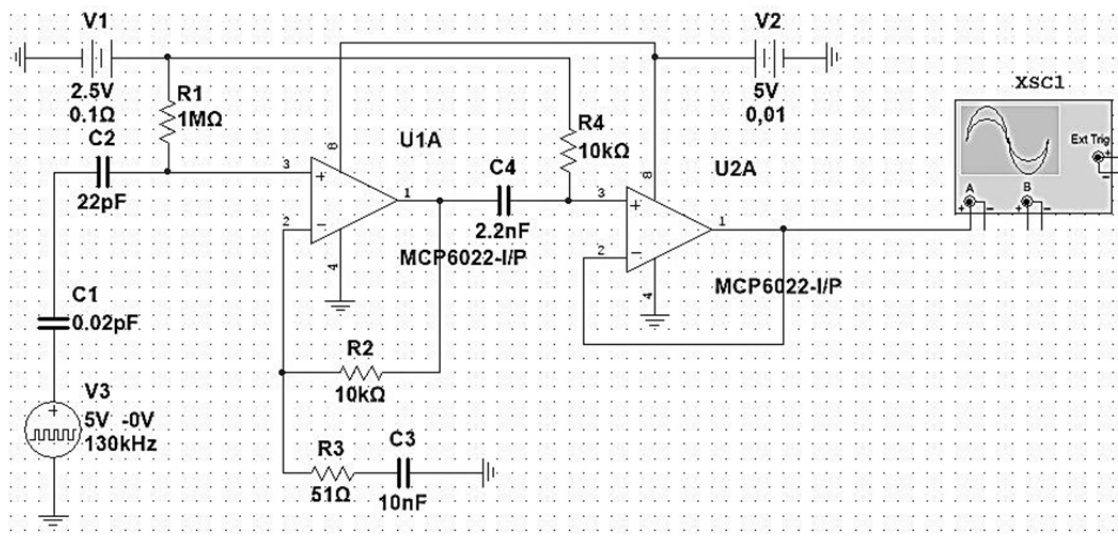 V1
2.5V
0.1Ω
C2
22pF
R1
1MΩ
C1
0.02pF
V3
5V -0V
130kHz
U1A
8
3
+
2
−
1
4
MCP6022-I/P
C4
2.2nF
R4
10kΩ
R2
10kΩ
R3
51Ω
C3
10nF
V2
5V
0,01
U2A
8
3
+
2
−
1
4
MCP6022-I/P
XSC1
Ext Trig
+
−
A
B
+ −
+ −